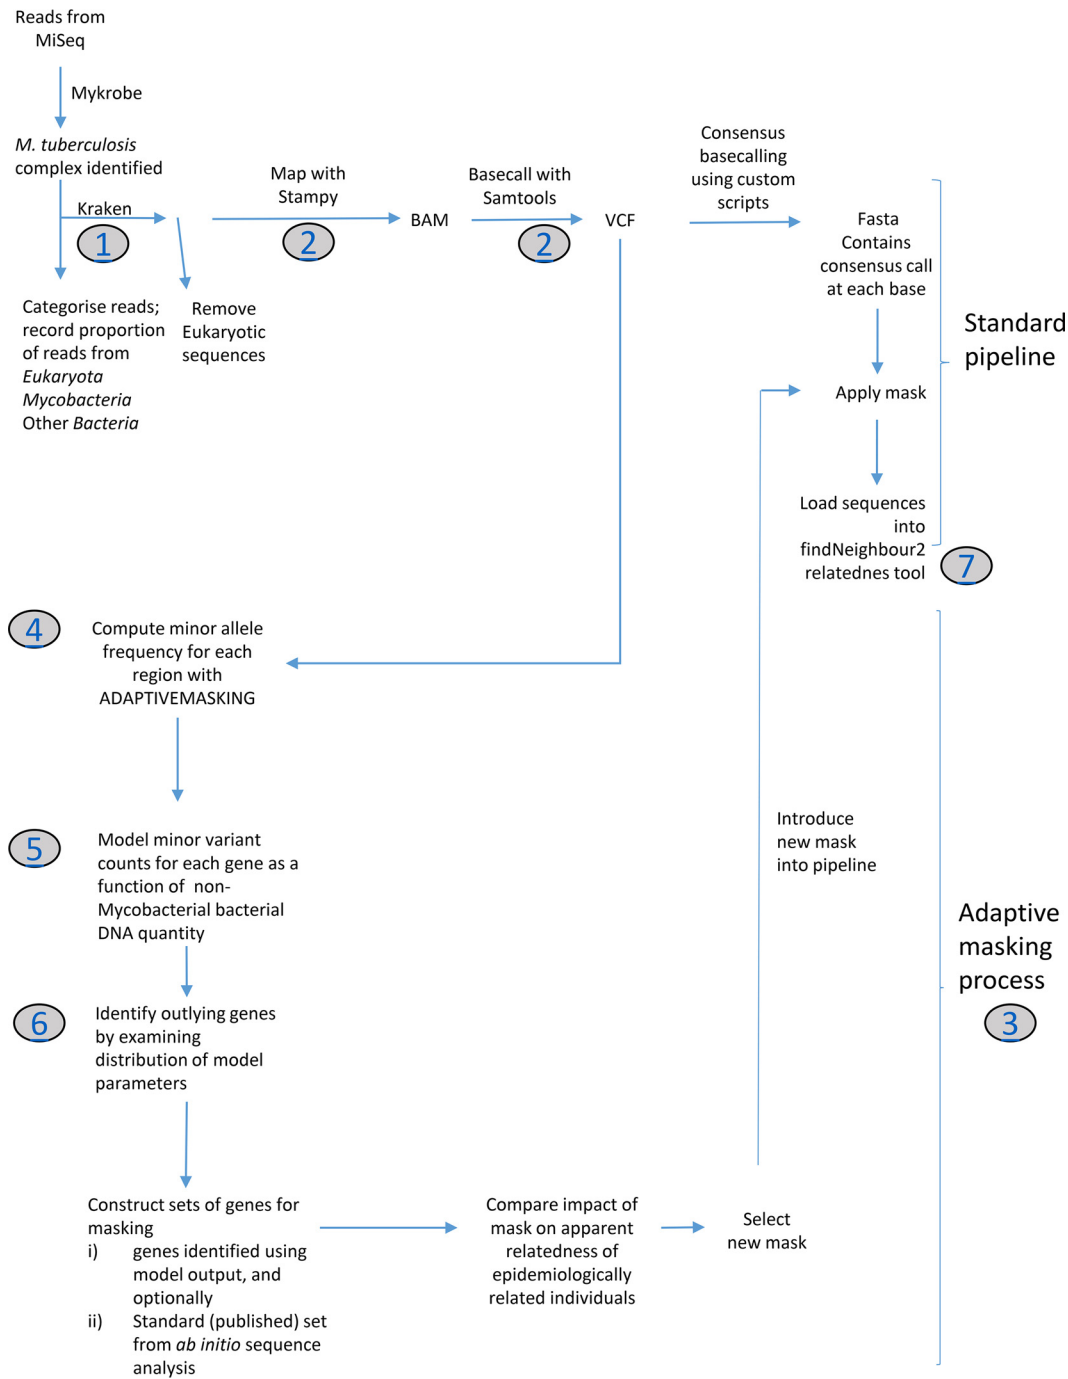 Reads from
MiSeq
Mykrobe
M. tuberculosis
complex identified
Kraken
1
Categorise reads;
record proportion
of reads from
Eukaryota
Mycobacteria
Other Bacteria
Remove
Eukaryotic
sequences
Map with
Stampy
2
BAM
Basecall with
Samtools
2
VCF
Consensus
basecalling
using custom
scripts
Fasta
Contains
consensus call
at each base
Apply mask
Load sequences
into
findNeighbour2
relatednes tool
Standard
pipeline
7
4
Compute minor allele
frequency for each
region with
ADAPTIVEMASKING
5
Model minor variant
counts for each gene as a
function of non-
Mycobacterial bacterial
DNA quantity
6
Identify outlying genes
by examining
distribution of model
parameters
Construct sets of genes for
masking
i) genes identified using
model output, and
optionally
ii) Standard (published) set
from ab initio sequence
analysis
Compare impact of
mask on apparent
relatedness of
epidemiologically
related individuals
Select
new mask
Introduce
new mask
into pipeline
Adaptive
masking
process
3